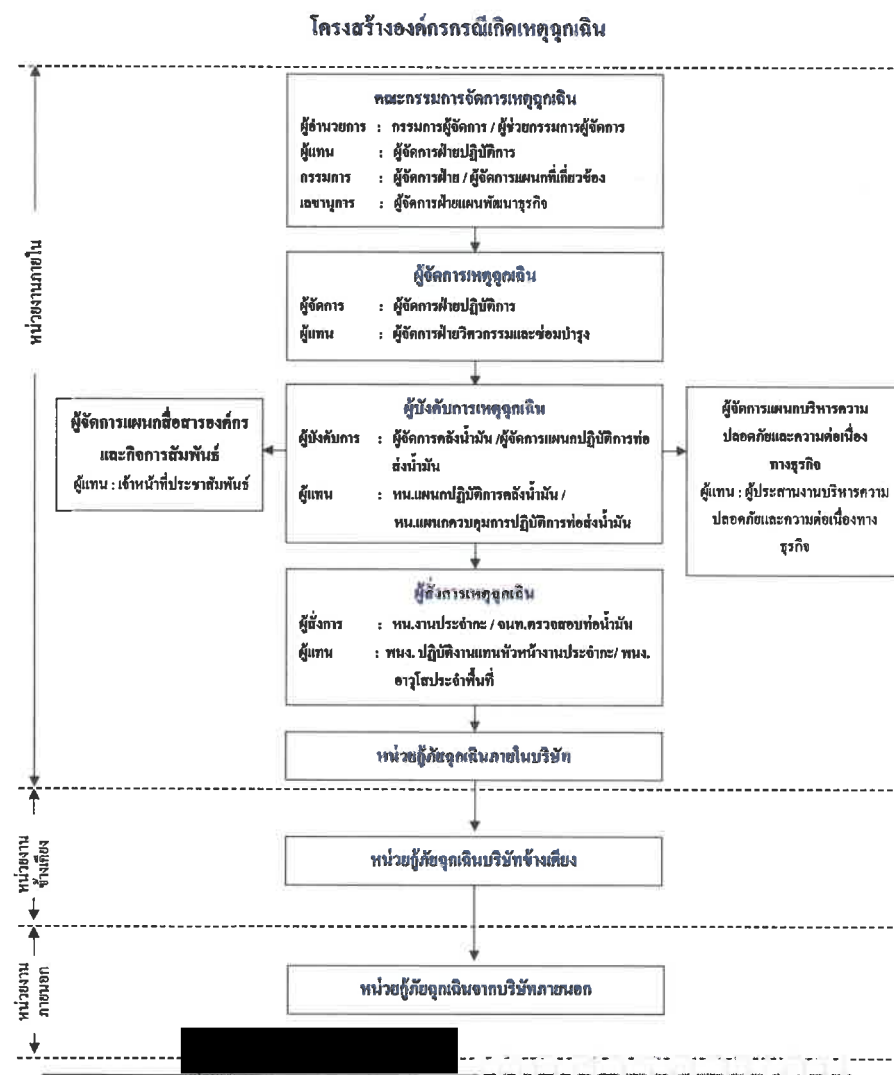 โครงสร้างองค์กรกรณีเกิดเหตุฉุกเฉิน
คณะกรรมการจัดการเหตุฉุกเฉิน
ผู้อำนวยการ : กรรมการผู้จัดการ / ผู้ช่วยกรรมการผู้จัดการ
ผู้แทน : ผู้จัดการฝ่ายปฏิบัติการ
กรรมการ : ผู้จัดการฝ่าย / ผู้จัดการแผนกที่เกี่ยวข้อง
เลขานุการ : ผู้จัดการฝ่ายแผนพัฒนาธุรกิจ
หน่วยงานภายใน
ผู้จัดการเหตุฉุกเฉิน
ผู้จัดการ : ผู้จัดการฝ่ายปฏิบัติการ
ผู้แทน : ผู้จัดการฝ่ายวิศวกรรมและซ่อมบำรุง
ผู้จัดการแผนกสื่อสารองค์กร
และกิจการสัมพันธ์
ผู้แทน : เจ้าหน้าที่ประชาสัมพันธ์
ผู้บังคับการเหตุฉุกเฉิน
ผู้บังคับการ : ผู้จัดการคลังน้ำมัน /ผู้จัดการแผนกปฏิบัติการท่อ
ส่งน้ำมัน
ผู้แทน : หน.แผนกปฏิบัติการคลังน้ำมัน /
หน.แผนกควบคุมการปฏิบัติการท่อส่งน้ำมัน
ผู้จัดการแผนกบริหารความ
ปลอดภัยและความต่อเนื่อง
ทางธุรกิจ
ผู้แทน : ผู้ประสานงานบริหารความ
ปลอดภัยและความต่อเนื่องทาง
ธุรกิจ
ผู้สั่งการเหตุฉุกเฉิน
ผู้สั่งการ : หน.งานประจำกะ / จนท.ตรวจสอบท่อน้ำมัน
ผู้แทน : พนง. ปฏิบัติงานแทนหัวหน้างานประจำกะ/ พนง.
อาวุโสประจำพื้นที่
หน่วยกู้ภัยฉุกเฉินภายในบริษัท
หน่วยงาน
ข้างเคียง
หน่วยกู้ภัยฉุกเฉินบริษัทข้างเคียง
หน่วยงาน
ภายนอก
หน่วยกู้ภัยฉุกเฉินจากบริษัทภายนอก